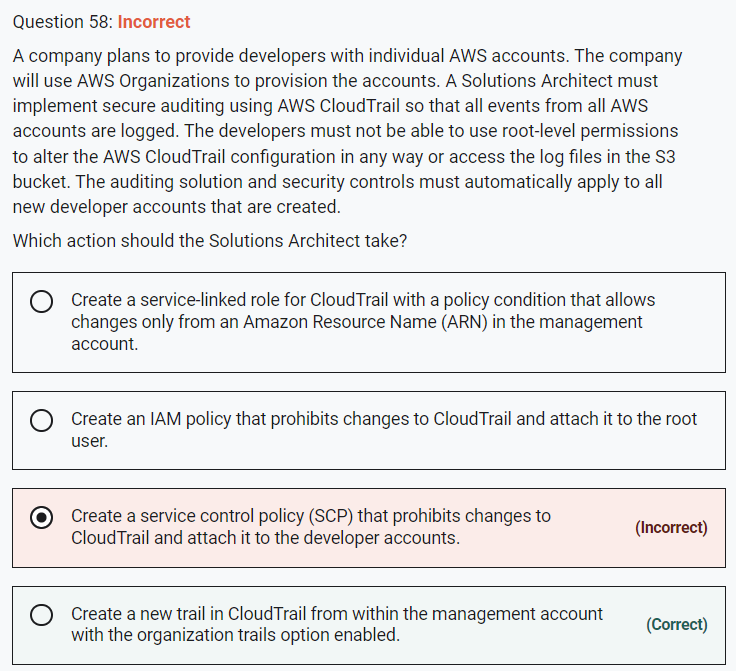 Question 58: Incorrect
A company plans to provide developers with individual AWS accounts. The company
will use AWS Organizations to provision the accounts. A Solutions Architect must
implement secure auditing using AWS CloudTrail so that all events from all AWS
accounts are logged. The developers must not be able to use root-level permissions
to alter the AWS CloudTrail configuration in any way or access the log files in the S3
bucket. The auditing solution and security controls must automatically apply to all
new developer accounts that are created.
Which action should the Solutions Architect take?
Create a service-linked role for CloudTrail with a policy condition that allows
changes only from an Amazon Resource Name (ARN) in the management
account.
Create an IAM policy that prohibits changes to CloudTrail and attach it to the root
user.
Create a service control policy (SCP) that prohibits changes to
CloudTrail and attach it to the developer accounts.
(Incorrect)
Create a new trail in CloudTrail from within the management account
with the organization trails option enabled.
(Correct)